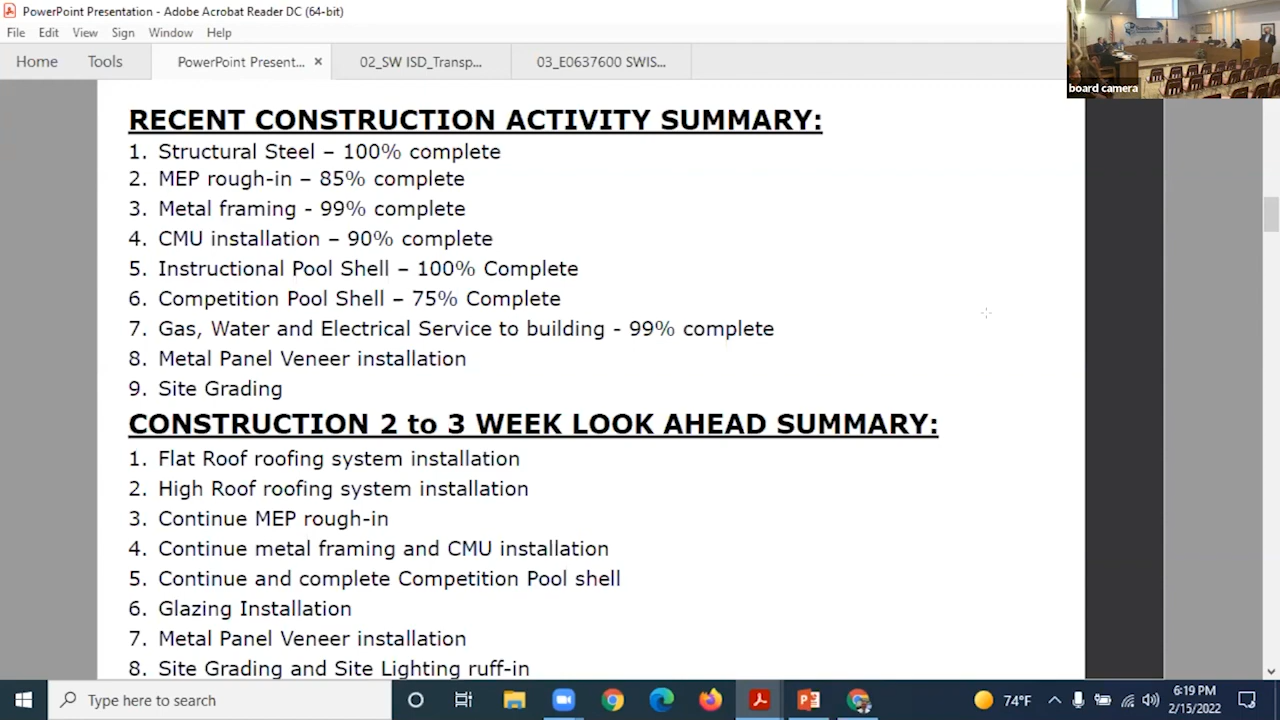 PowerPoint Presentation - Adobe Acrobat Reader DC (64-bit)
File Edit View Sign Window Help
Home Tools PowerPoint Present... × 02_SW ISD_Transp... 03_E0637600 SWIS...
board camera
RECENT CONSTRUCTION ACTIVITY SUMMARY:
1. Structural Steel – 100% complete
2. MEP rough-in – 85% complete
3. Metal framing - 99% complete
4. CMU installation – 90% complete
5. Instructional Pool Shell – 100% Complete
6. Competition Pool Shell – 75% Complete
7. Gas, Water and Electrical Service to building - 99% complete
8. Metal Panel Veneer installation
9. Site Grading
CONSTRUCTION 2 to 3 WEEK LOOK AHEAD SUMMARY:
1. Flat Roof roofing system installation
2. High Roof roofing system installation
3. Continue MEP rough-in
4. Continue metal framing and CMU installation
5. Continue and complete Competition Pool shell
6. Glazing Installation
7. Metal Panel Veneer installation
8. Site Grading and Site Lighting ruff-in
Type here to search
74°F
6:19 PM
2/15/2022